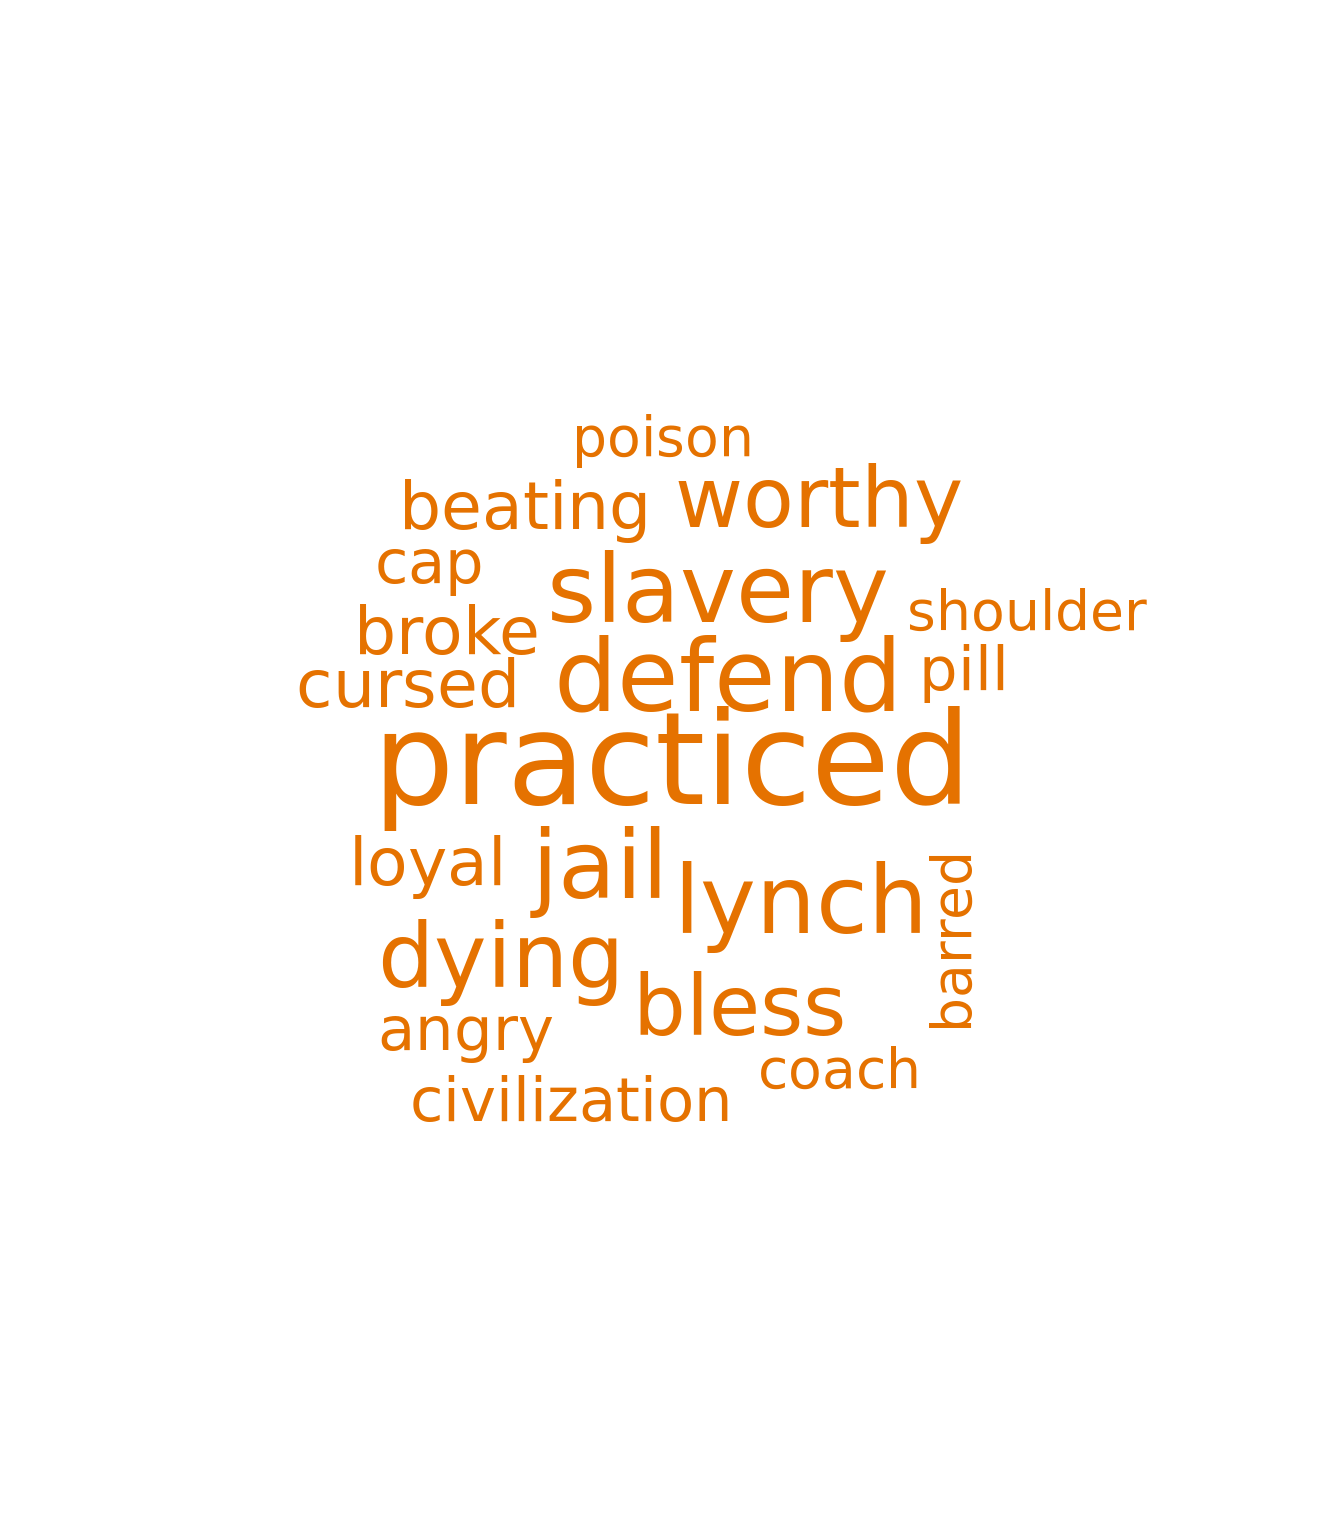 poison
beating worthy
cap
slavery
shoulder
broke
defend pill
cursed
practiced
loyal jail
lynch
barred
dying
bless
angry
coach
civilization